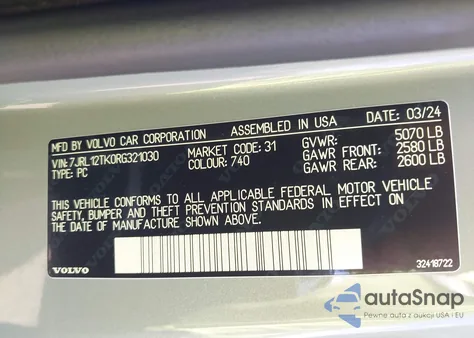 MFD BY VOLVO CAR CORPORATION ASSEMBLED IN USA 03/24
VIN: 7JRL12TK0RG321030 MARKET CODE: 31 GVWR: 5070 LB
TYPE: PC COLOUR: 740 GAWR FRONT: 2580 LB
GAWR REAR: 2600 LB
THIS VEHICLE CONFORMS TO ALL APPLICABLE FEDERAL MOTOR VEHICLE
SAFETY, BUMPER AND THEFT PREVENTION STANDARDS IN EFFECT ON
THE DATE OF MANUFACTURE SHOWN ABOVE.
VOLVO 32418722
autoSnap
Pewne auta z aukcji USA i EU